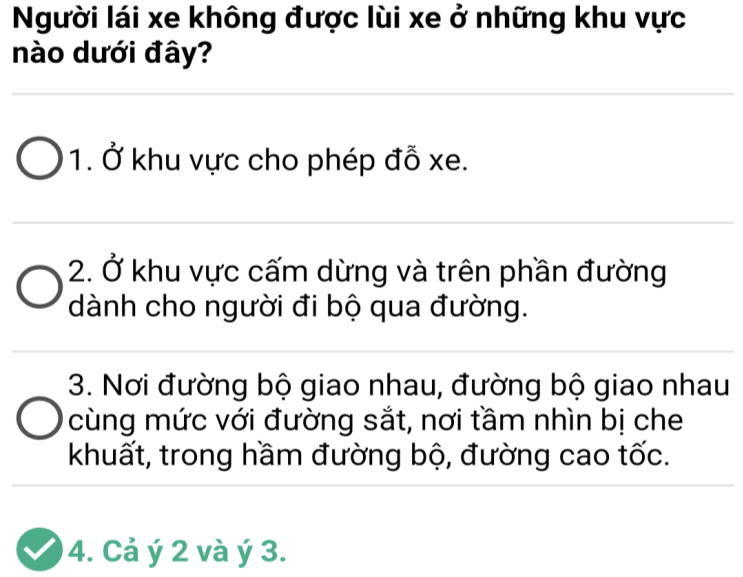 Người lái xe không được lùi xe ở những khu vực
nào dưới đây?
1. Ở khu vực cho phép đỗ xe.
2. Ở khu vực cấm dừng và trên phần đường
dành cho người đi bộ qua đường.
3. Nơi đường bộ giao nhau, đường bộ giao nhau
cùng mức với đường sắt, nơi tầm nhìn bị che
khuất, trong hầm đường bộ, đường cao tốc.
4. Cả ý 2 và ý 3.